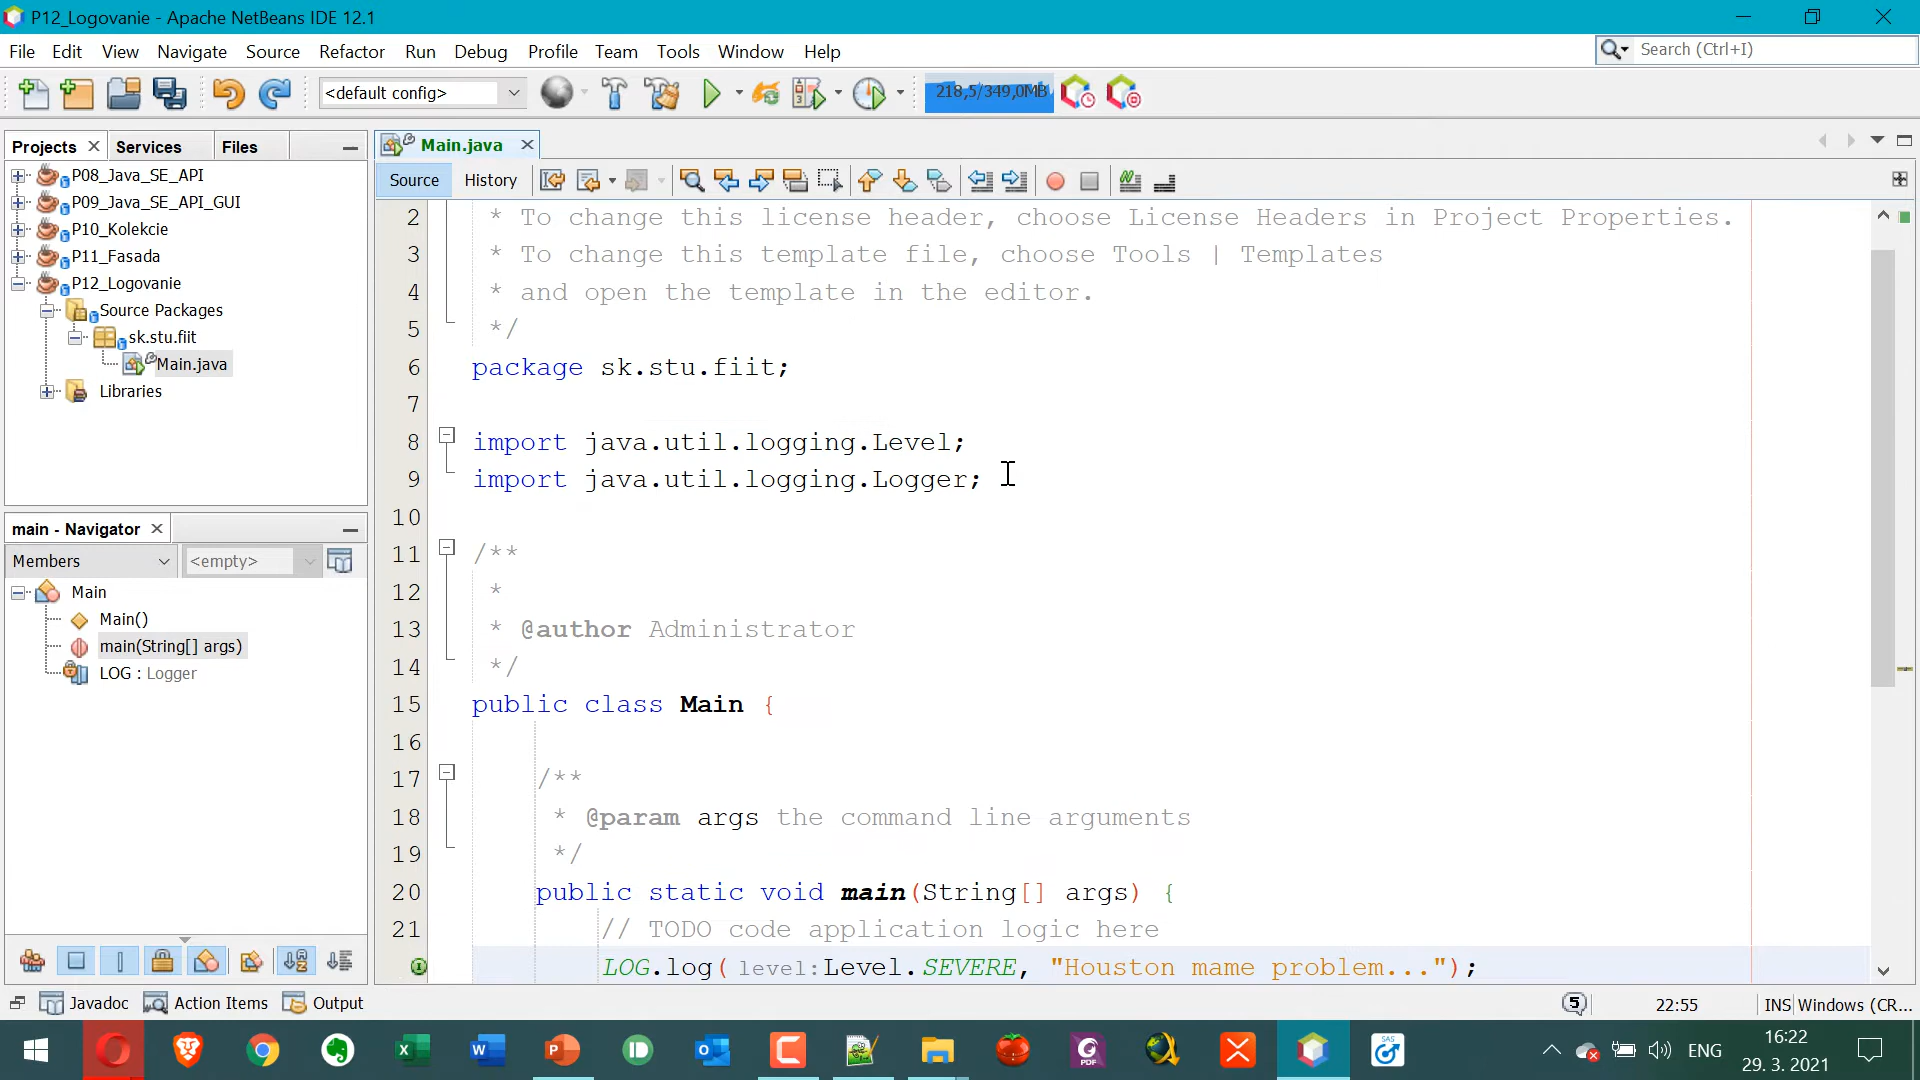 P12_Logovanie - Apache NetBeans IDE 12.1
File Edit View Navigate Source Refactor Run Debug Profile Team Tools Window Help
Search (Ctrl+I)
<default config>
218,5/349,0MB
Projects Services Files
P08_Java_SE_API
P09_Java_SE_API_GUI
P10_Kolekcie
P11_Fasada
P12_Logovanie
Source Packages
sk.stu.fiit
Main.java
Libraries
main - Navigator
Members <empty>
Main
Main()
main(String[] args)
LOG : Logger
Main.java
Source History
2 * To change this license header, choose License Headers in Project Properties.
3 * To change this template file, choose Tools | Templates
4 * and open the template in the editor.
5 */
6 package sk.stu.fiit;
7
8 import java.util.logging.Level;
9 import java.util.logging.Logger;
10
11 /**
12 *
13 * @author Administrator
14 */
15 public class Main {
16
17 /**
18 * @param args the command line arguments
19 */
20 public static void main(String[] args) {
21 // TODO code application logic here
LOG.log(level:Level.SEVERE, "Houston mame problem...");
Javadoc Action Items Output
5 22:55 INS Windows (CR...
ENG
16:22
29. 3. 2021